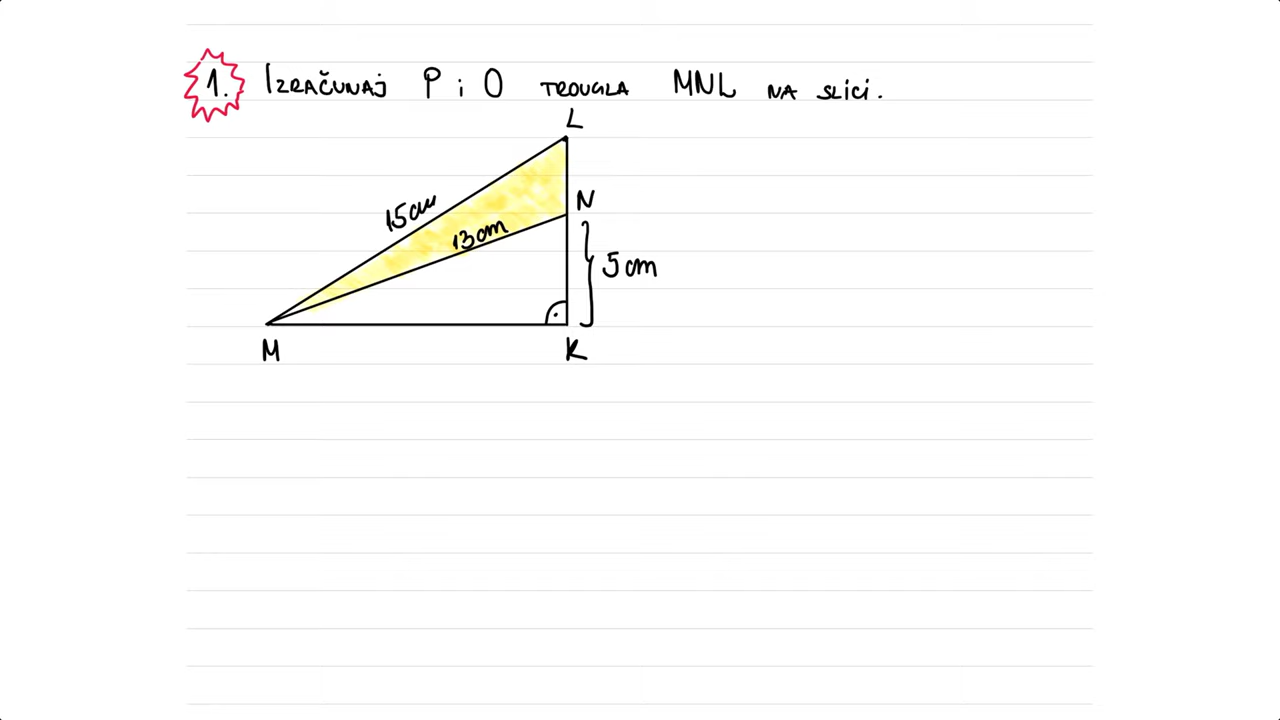 1. IZRAČUNAJ P i O TROUGLA MNL NA SLICI.
L
N
15cm
13cm
5cm
M
K